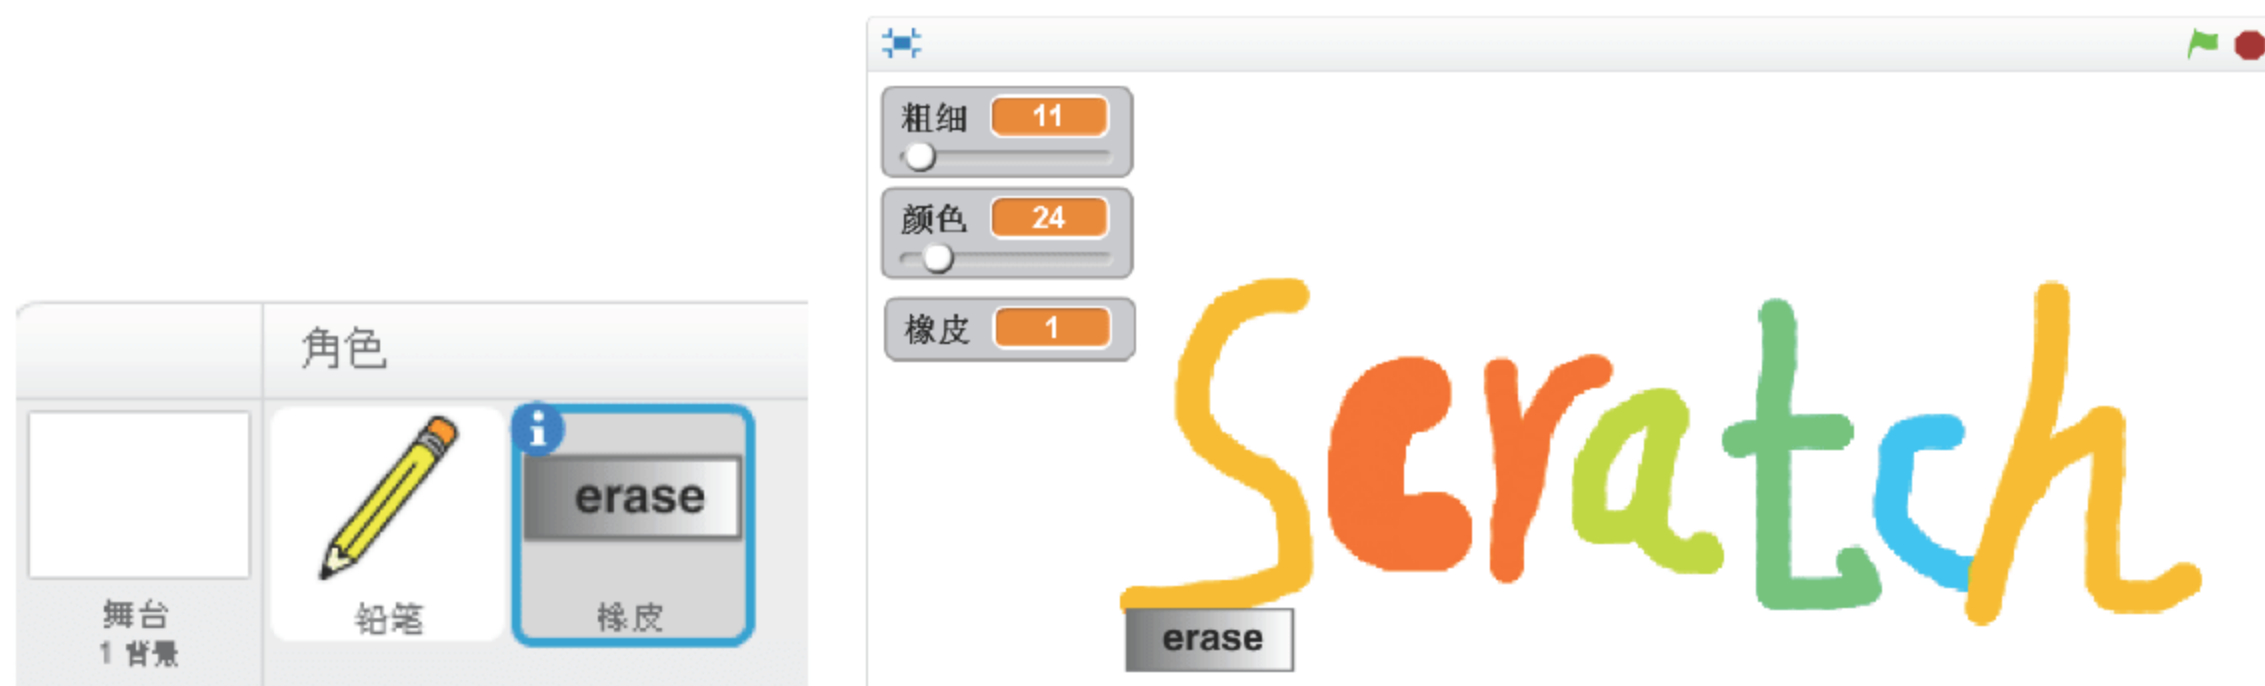 角色
erase
舞台
1 背景
铅笔
橡皮
粗细 11
颜色 24
橡皮 1
Scratch
erase